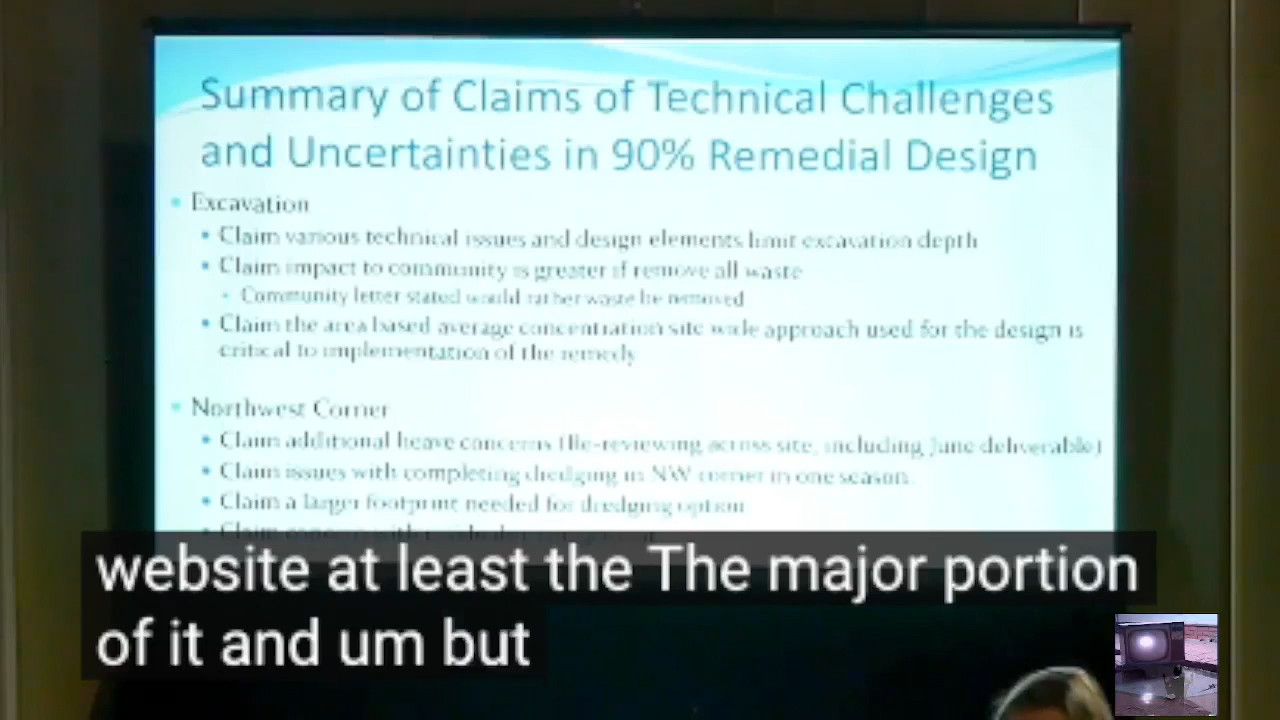 Summary of Claims of Technical Challenges
and Uncertainties in 90% Remedial Design
• Excavation
• Claim various technical issues and design elements limit excavation depth
• Claim impact to community is greater if remove all waste
• Community letter stated would rather waste be removed
• Claim the area based average concentration site wide approach used for the design is
critical to implementation of the remedy
• Northwest Corner
• Claim additional heave concerns (Re-reviewing across site, including June deliverable)
• Claim issues with completing dredging in NW corner in one season.
• Claim a larger footprint needed for dredging option
website at least the The major portion
of it and um but